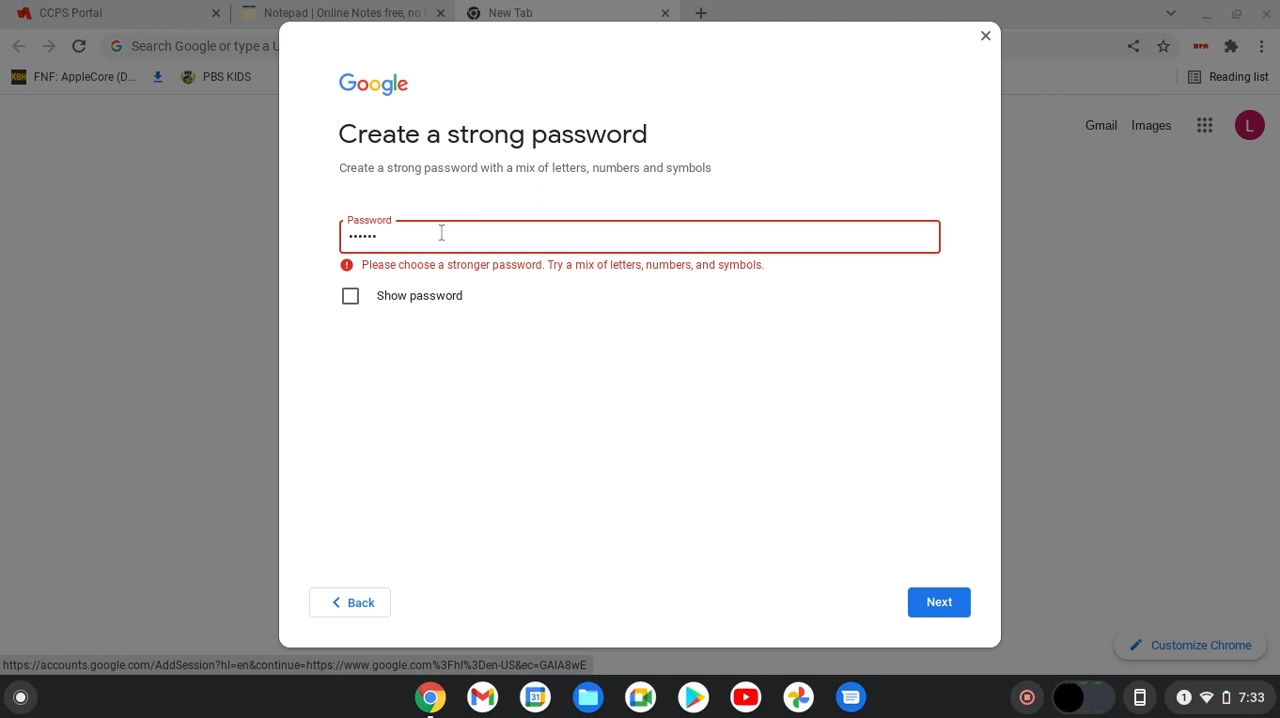 CCPS Portal
Notepad | Online Notes free, no
New Tab
Search Google or type a U
FNF: AppleCore (D...
PBS KIDS
BPR
Reading list
Gmail
Images
L
Google
Create a strong password
Create a strong password with a mix of letters, numbers and symbols
Password
••••••
Please choose a stronger password. Try a mix of letters, numbers, and symbols.
Show password
Back
Next
Customize Chrome
https://accounts.google.com/AddSession?hl=en&continue=https://www.google.com%3Fhl%3Den-US&ec=GAlA8wE
31
1
7:33